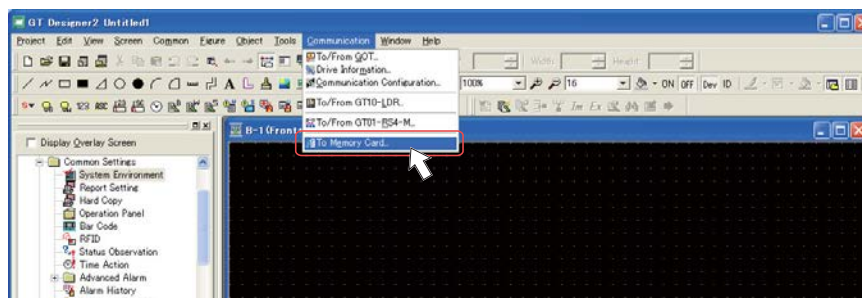 GT Designer2 Untitled1
Project Edit View Screen Common Figure Object Tools Communication Window Help
To/From GOT...
Drive Information...
Communication Configuration...
To/From GT10-LDR...
To/From GT01-RS4-M...
To Memory Card...
Width Height
100% 16 ON OFF Dev ID
B-1 (Front
Display Overlay Screen
Common Settings
System Environment
Report Setting
Hard Copy
Operation Panel
Bar Code
RFID
Status Observation
Time Action
Advanced Alarm
Alarm History